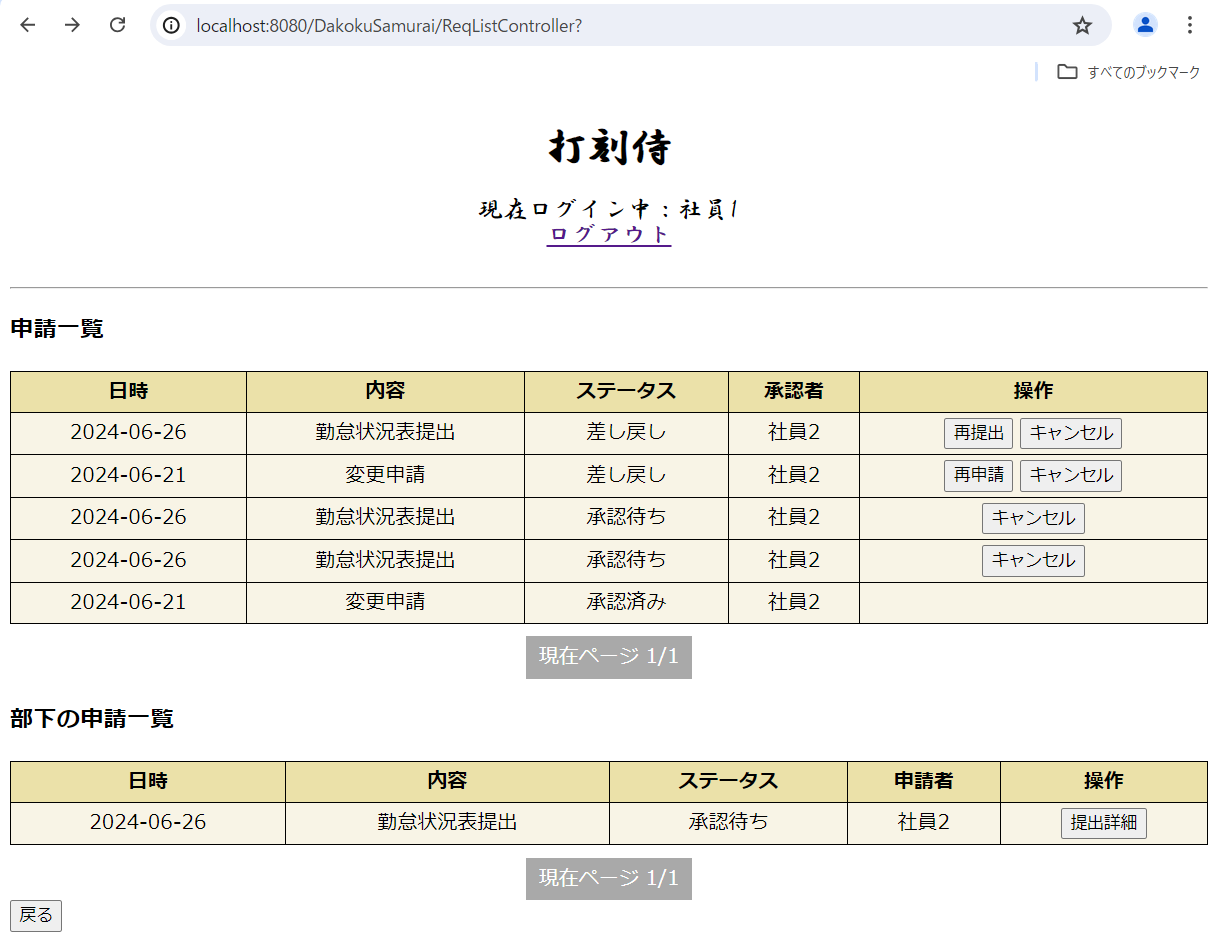 localhost:8080/DakokuSamurai/ReqListController?
すべてのブックマーク
打刻侍
現在ログイン中：社員1
ログアウト
申請一覧
日時 内容 ステータス 承認者 操作
2024-06-26 勤怠状況表提出 差し戻し 社員2 再提出 キャンセル
2024-06-21 変更申請 差し戻し 社員2 再申請 キャンセル
2024-06-26 勤怠状況表提出 承認待ち 社員2 キャンセル
2024-06-26 勤怠状況表提出 承認待ち 社員2 キャンセル
2024-06-21 変更申請 承認済み 社員2
現在ページ 1/1
部下の申請一覧
日時 内容 ステータス 申請者 操作
2024-06-26 勤怠状況表提出 承認待ち 社員2 提出詳細
現在ページ 1/1
戻る